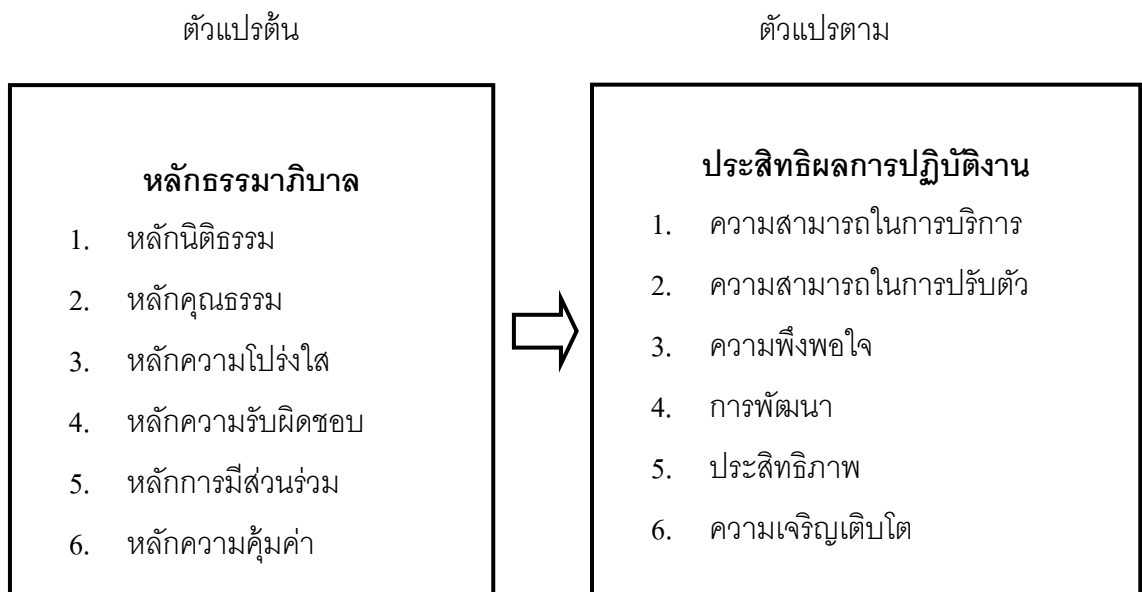 ตัวแปรต้น
ตัวแปรตาม
หลักธรรมาภิบาล
1. หลักนิติธรรม
2. หลักคุณธรรม
3. หลักความโปร่งใส
4. หลักความรับผิดชอบ
5. หลักการมีส่วนร่วม
6. หลักความคุ้มค่า
ประสิทธิผลการปฏิบัติงาน
1. ความสามารถในการบริการ
2. ความสามารถในการปรับตัว
3. ความพึงพอใจ
4. การพัฒนา
5. ประสิทธิภาพ
6. ความเจริญเติบโต